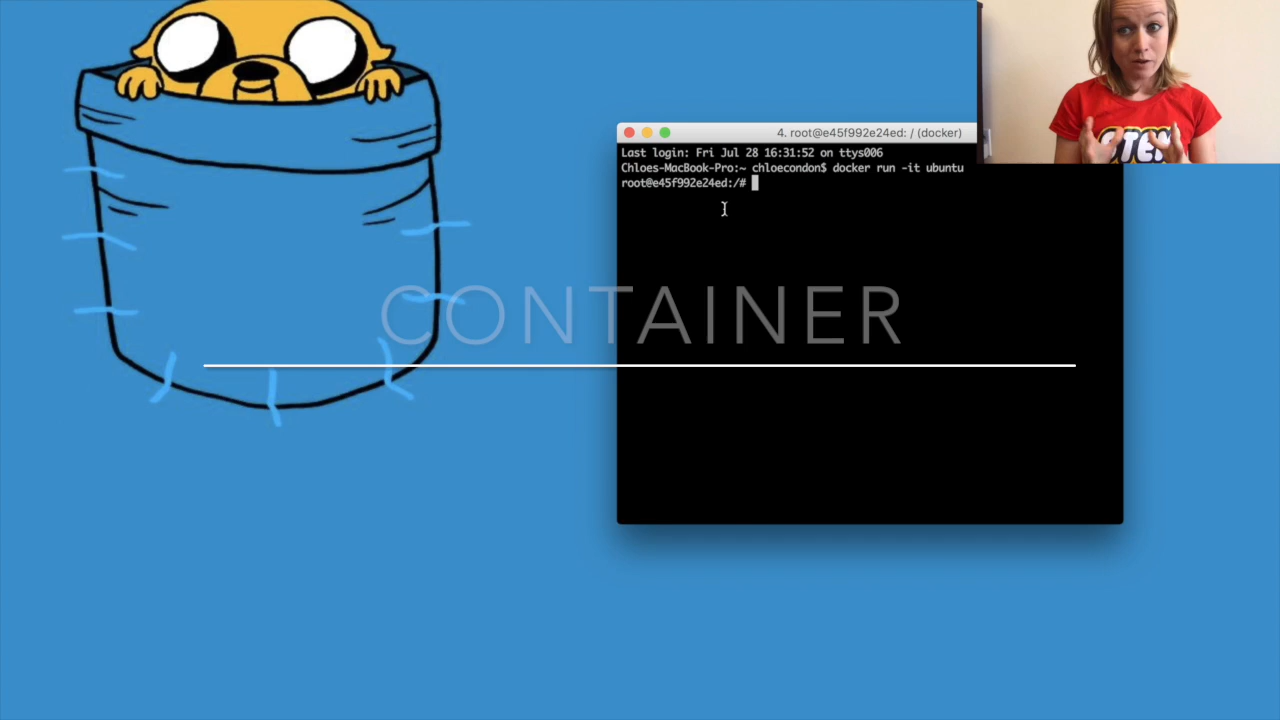 4. root@e45f992e24ed: / (docker)
Last login: Fri Jul 28 16:31:52 on ttys006
Chloes-MacBook-Pro:~ chloecondon$ docker run -it ubuntu
root@e45f992e24ed:/#
CONTAINER